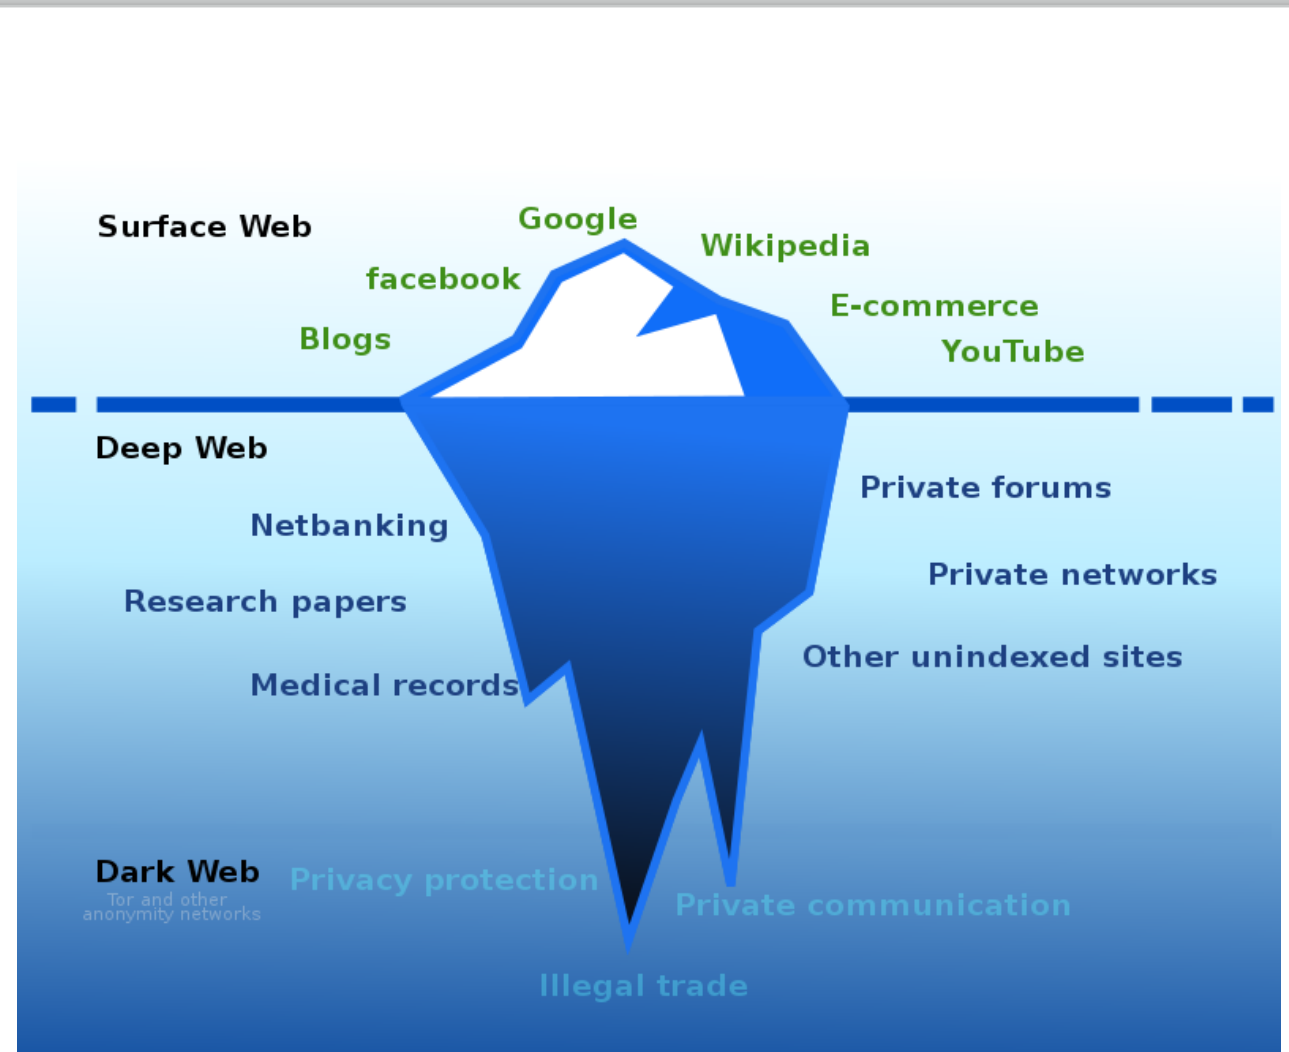 Surface Web
Google
Wikipedia
facebook
E-commerce
Blogs
YouTube
Deep Web
Private forums
Netbanking
Private networks
Research papers
Other unindexed sites
Medical records
Dark Web
Tor and other
anonymity networks
Privacy protection
Private communication
Illegal trade